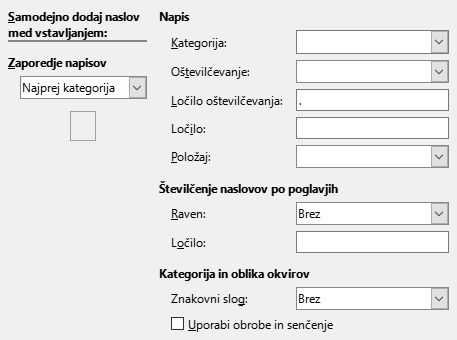 Samodejno dodaj naslov
med vstavljanjem:
Zaporedje napisov
Najprej kategorija
Napis
Kategorija:
Oštevilčevanje:
Ločilo oštevilčevanja: .
Ločilo:
Položaj:
Številčenje naslovov po poglavjih
Raven: Brez
Ločilo:
Kategorija in oblika okvirov
Znakovni slog: Brez
Uporabi obrobe in senčenje